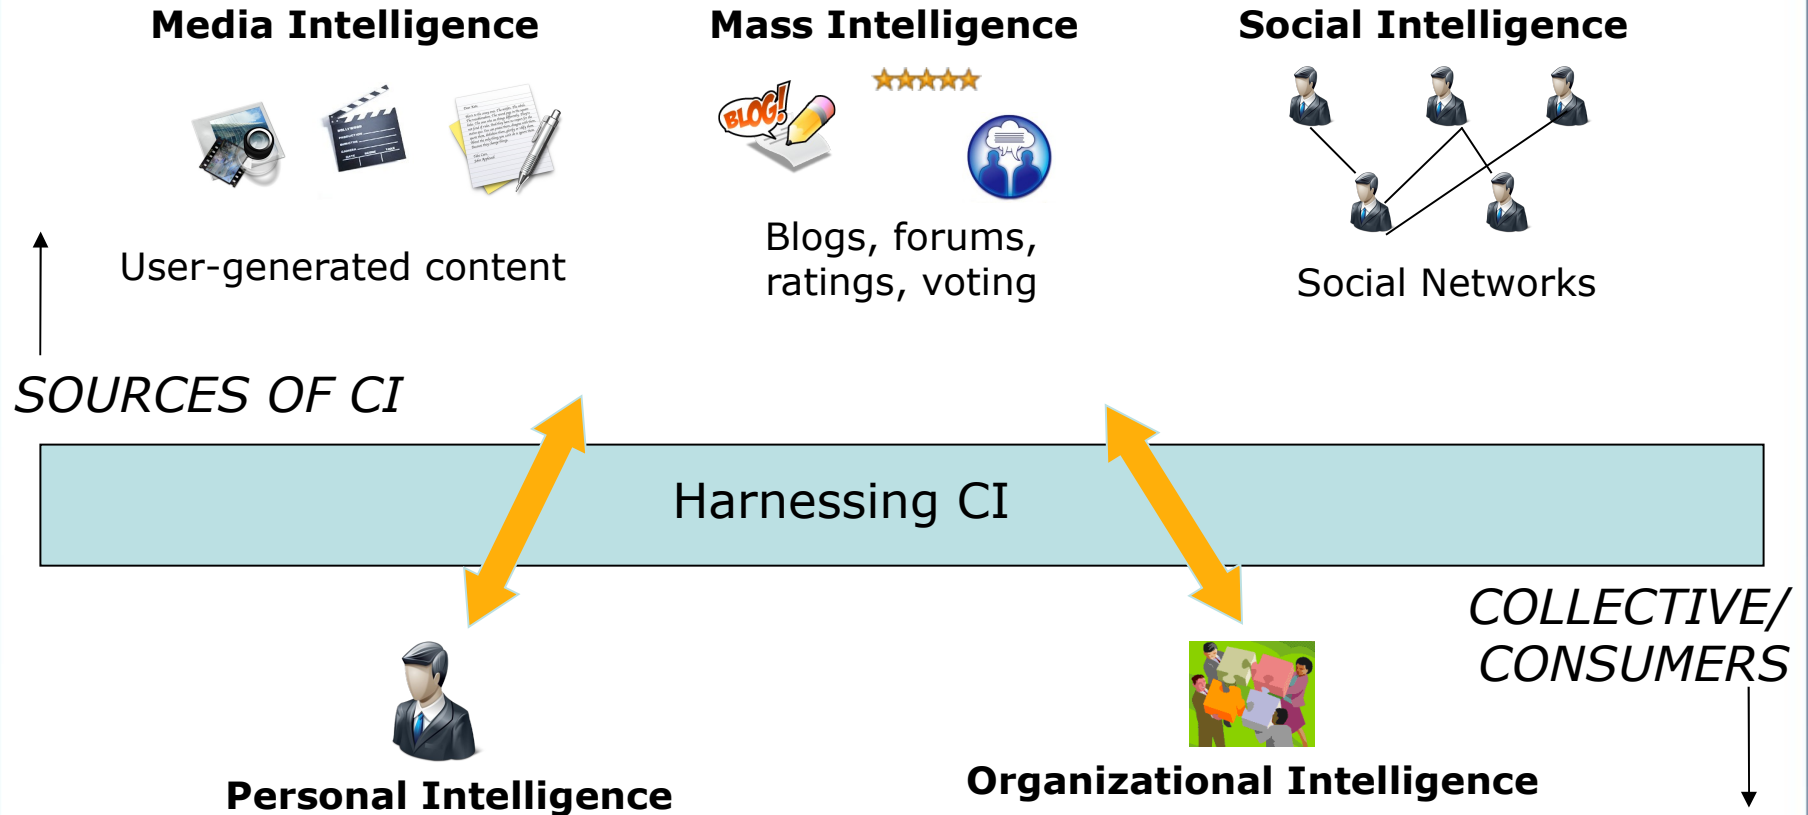 Media Intelligence
Mass Intelligence
Social Intelligence
BLOG!
User-generated content
Blogs, forums,
ratings, voting
Social Networks
SOURCES OF CI
Harnessing CI
COLLECTIVE/
CONSUMERS
Personal Intelligence
Organizational Intelligence